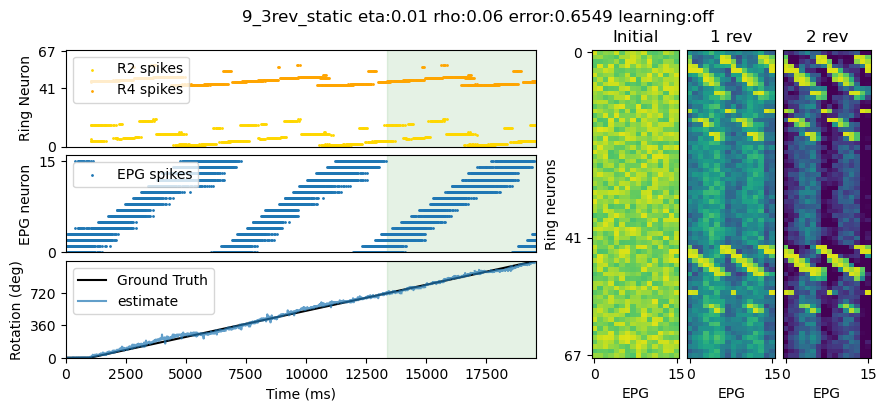 9_3rev_static eta:0.01 rho:0.06 error:0.6549 learning:off
Initial
1 rev
2 rev
67
41
0
Ring Neuron
R2 spikes
R4 spikes
15
0
EPG neuron
EPG spikes
720
360
0
Rotation (deg)
Ground Truth
estimate
0
2500
5000
7500
10000
12500
15000
17500
Time (ms)
0
41
67
Ring neurons
0
15
EPG
0
15
EPG
0
15
EPG